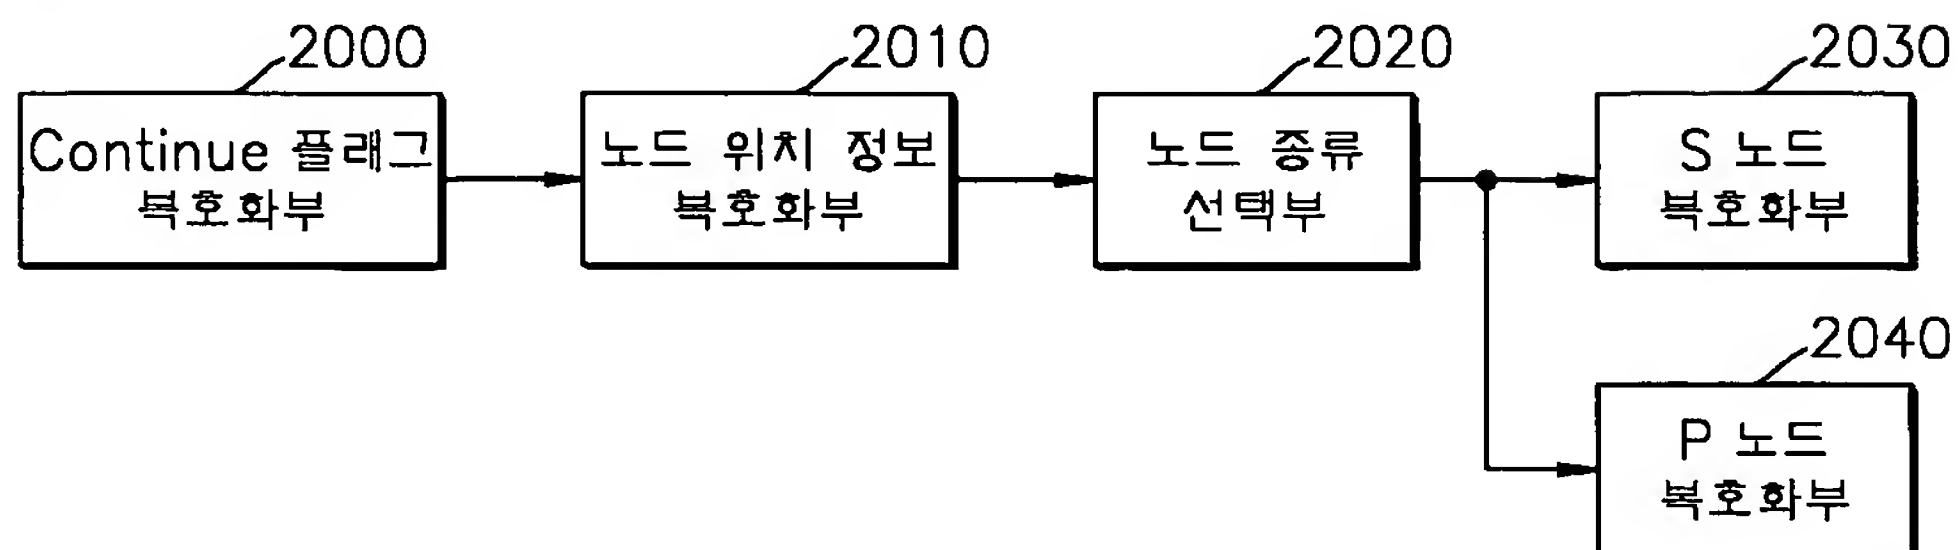 2000
Continue 플래그
복호화부
2010
노드 위치 정보
복호화부
2020
노드 종류
선택부
2030
S 노드
복호화부
2040
P 노드
복호화부